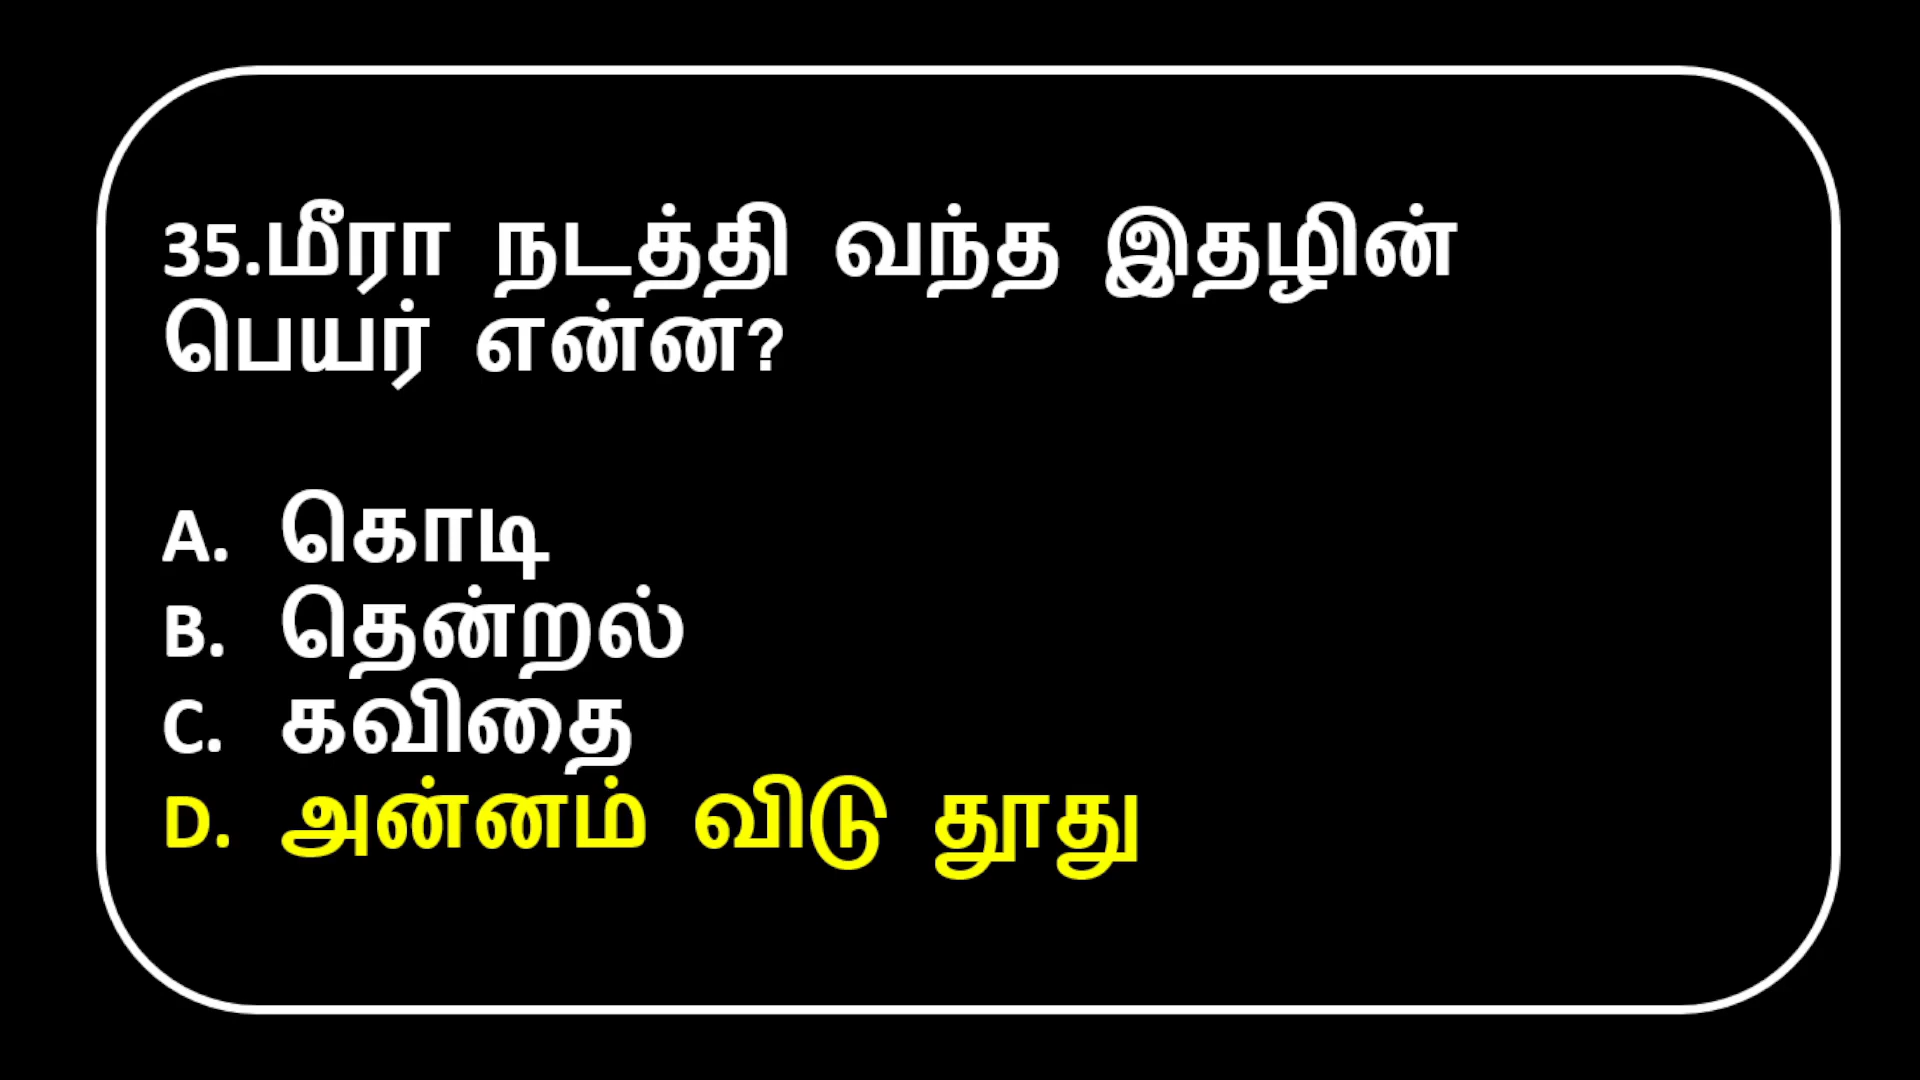 35.மீரா நடத்தி வந்த இதழின்
பெயர் என்ன?
A. கொடி
B. தென்றல்
C. கவிதை
D. அன்னம் விடு தூது